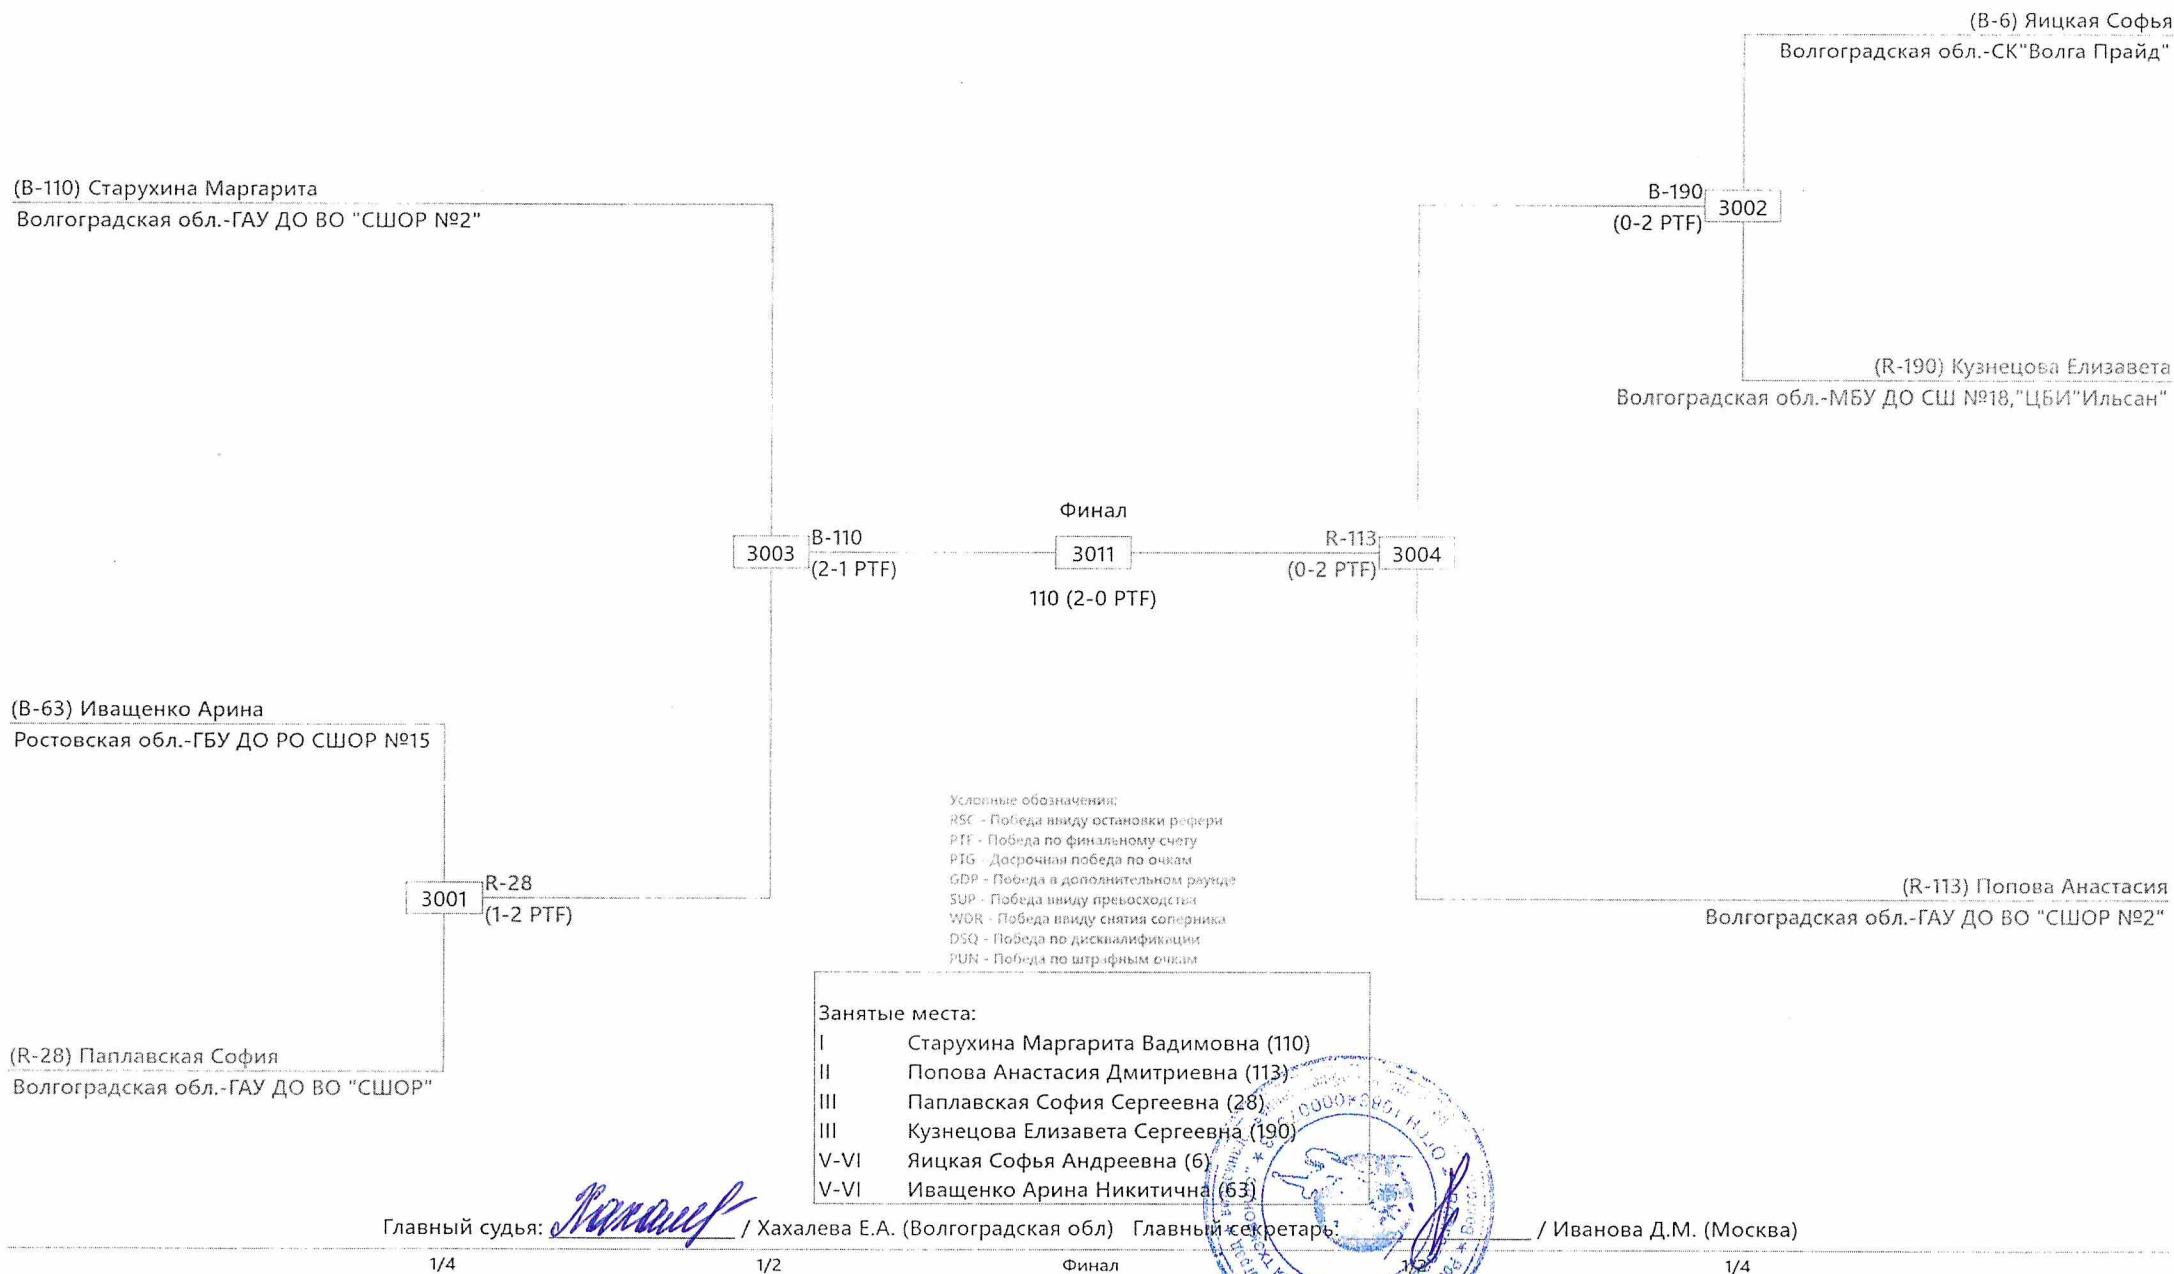 (B-6) Яицкая Софья
Волгоградская обл.-СК"Волга Прайд"
(B-110) Старухина Маргарита
Волгоградская обл.-ГАУ ДО ВО "СШОР №2"
B-190
3002
(0-2 PTF)
(R-190) Кузнецова Елизавета
Волгоградская обл.-МБУ ДО СШ №18,"ЦБИ"Ильсан"
Финал
3003
B-110
(2-1 PTF)
3011
R-113
(0-2 PTF)
3004
110 (2-0 PTF)
(B-63) Иващенко Арина
Ростовская обл.-ГБУ ДО РО СШОР №15
Условные обозначения:
RSC - Победа ввиду остановки рефери
PTF - Победа по финальному счету
PTG - Досрочная победа по очкам
GDP - Победа в дополнительном раунде
SUP - Победа ввиду превосходства
WDR - Победа ввиду снятия соперника
DSQ - Победа по дисквалификации
PUN - Победа по штрафным очкам
3001
R-28
(1-2 PTF)
(R-113) Попова Анастасия
Волгоградская обл.-ГАУ ДО ВО "СШОР №2"
(R-28) Паплавская София
Волгоградская обл.-ГАУ ДО ВО "СШОР"
Занятые места:
I Старухина Маргарита Вадимовна (110)
II Попова Анастасия Дмитриевна (113)
III Паплавская София Сергеевна (28)
III Кузнецова Елизавета Сергеевна (190)
V-VI Яицкая Софья Андреевна (6)
V-VI Иващенко Арина Никитична (63)
Главный судья: / Хахалева Е.А. (Волгоградская обл) Главный секретарь: / Иванова Д.М. (Москва)
1/4 1/2 Финал 1/2 1/4